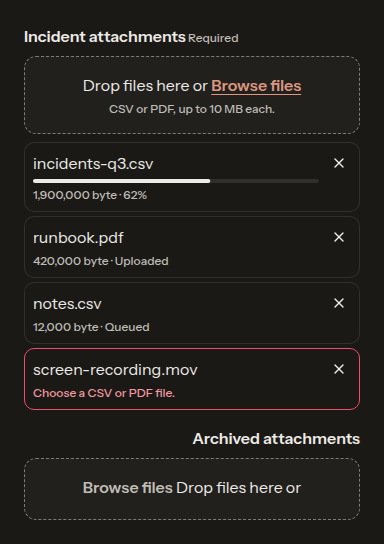 Incident attachments Required
Drop files here or Browse files
CSV or PDF, up to 10 MB each.
incidents-q3.csv
1,900,000 byte · 62%
runbook.pdf
420,000 byte · Uploaded
notes.csv
12,000 byte · Queued
screen-recording.mov
Choose a CSV or PDF file.
Archived attachments
Browse files Drop files here or